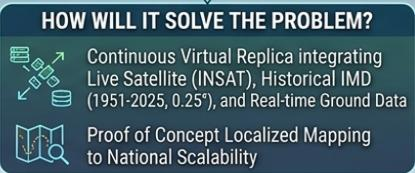 HOW WILL IT SOLVE THE PROBLEM?
Continuous Virtual Replica integrating
Live Satellite (INSAT), Historical IMD
(1951-2025, 0.25°), and Real-time Ground Data
Proof of Concept Localized Mapping
to National Scalability